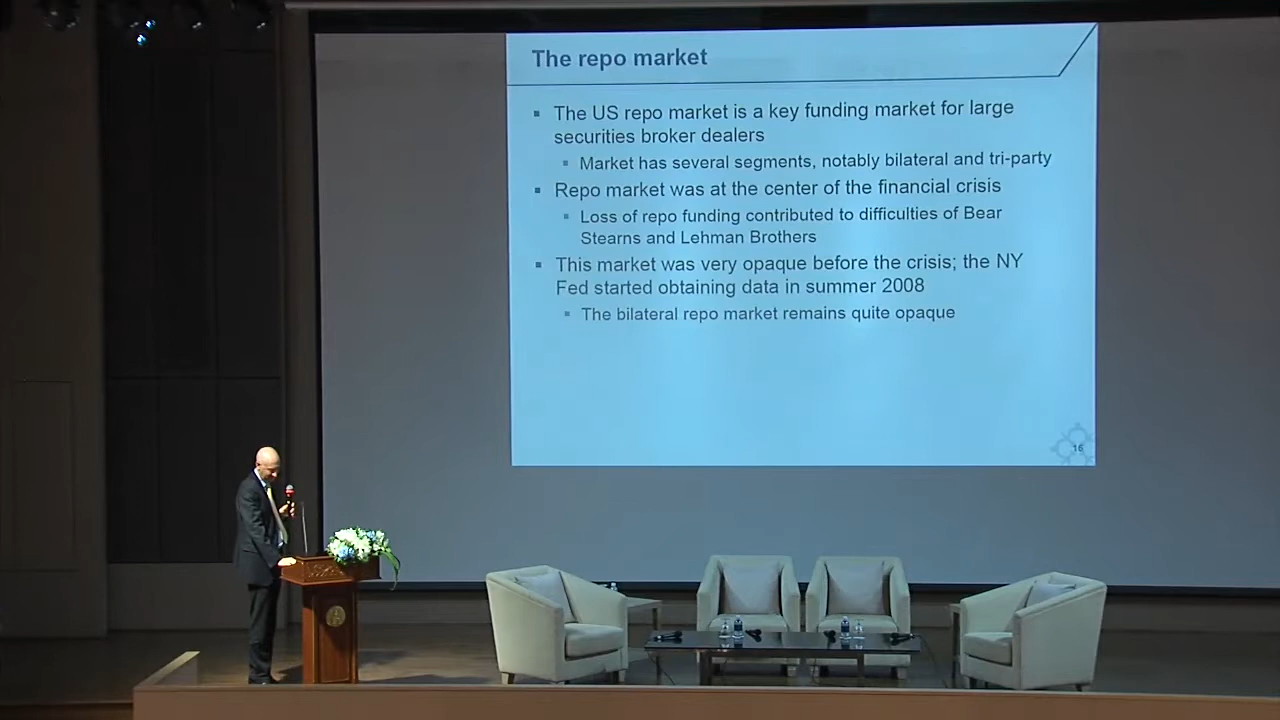 The repo market
▪ The US repo market is a key funding market for large
securities broker dealers
▪ Market has several segments, notably bilateral and tri-party
▪ Repo market was at the center of the financial crisis
▪ Loss of repo funding contributed to difficulties of Bear
Stearns and Lehman Brothers
▪ This market was very opaque before the crisis; the NY
Fed started obtaining data in summer 2008
▪ The bilateral repo market remains quite opaque
16